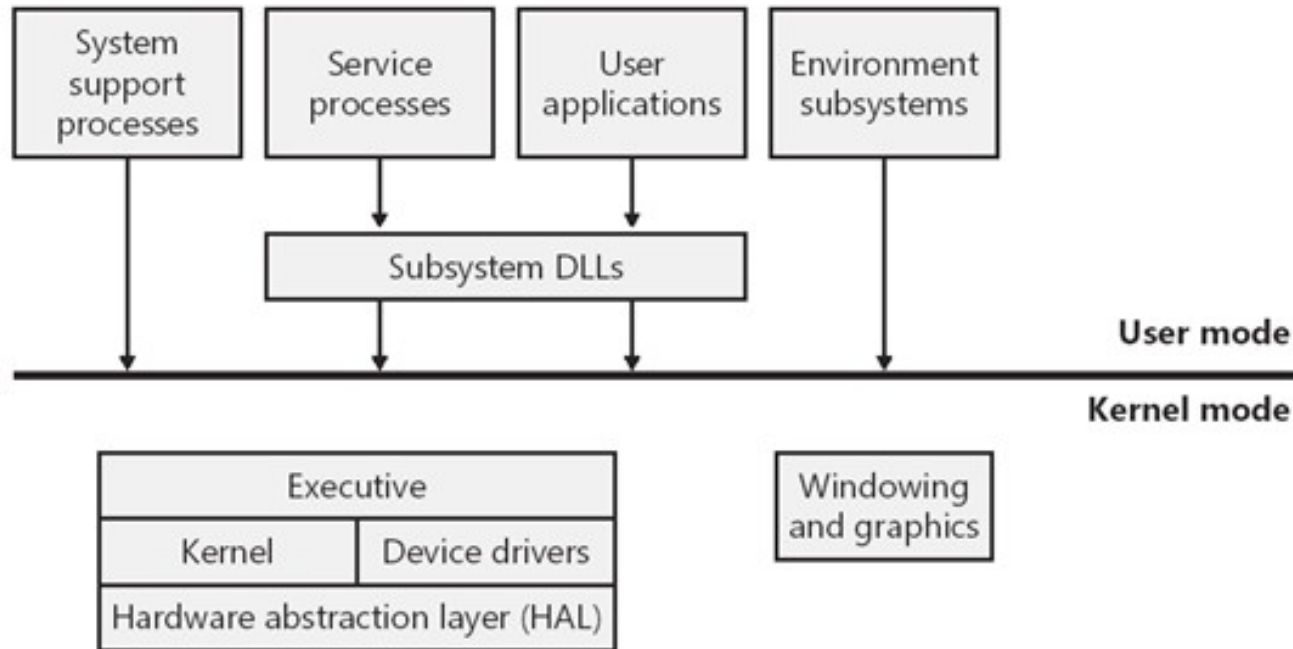 System
support
processes
Service
processes
User
applications
Environment
subsystems
Subsystem DLLs
User mode
Kernel mode
Executive
Kernel
Device drivers
Hardware abstraction layer (HAL)
Windowing
and graphics